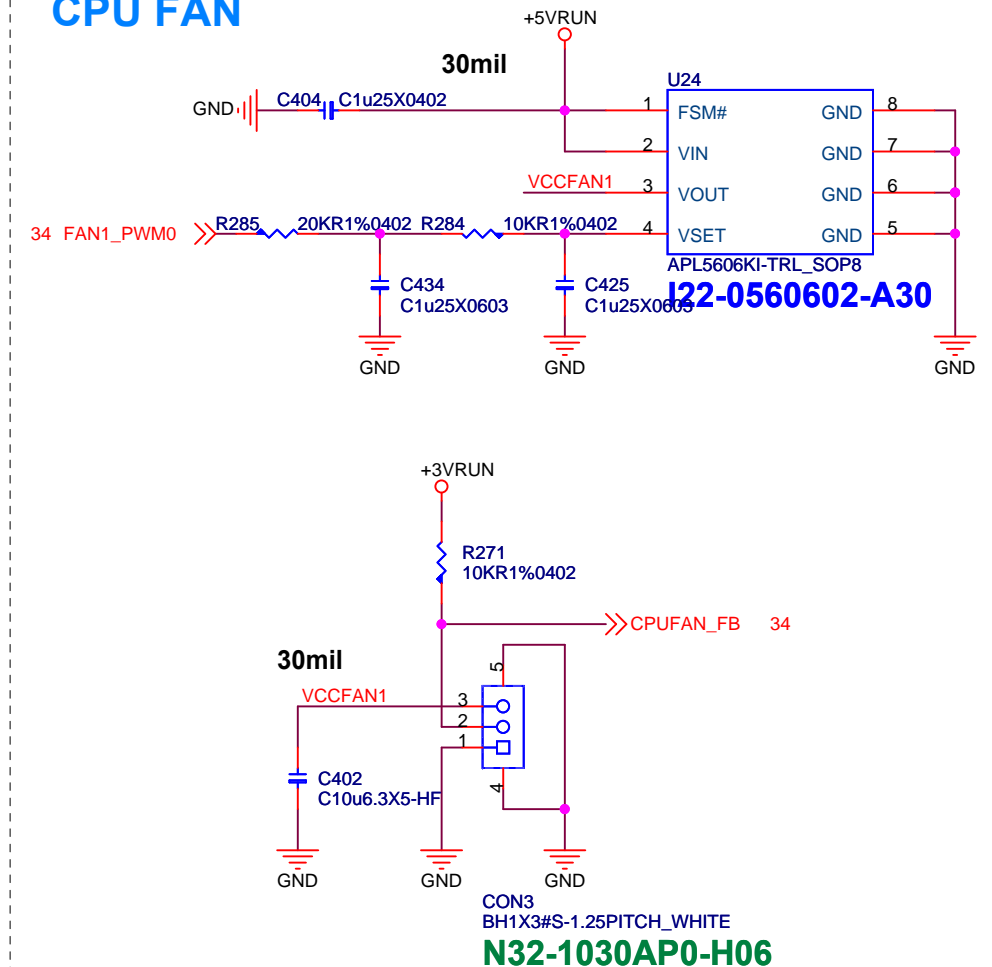 CPU FAN
+5VRUN
30mil
U24
GND C404 C1u25X0402
1 FSM# GND 8
2 VIN GND 7
VCCFAN1 3 VOUT GND 6
34 FAN1_PWM0 R285 20KR1%0402 R284 10KR1%0402 4 VSET GND 5
APL5606KI-TRL_SOP8
I22-0560602-A30
C434
C1u25X0603
C425
C1u25X0603
GND
GND
GND
+3VRUN
R271
10KR1%0402
CPUFAN_FB 34
30mil
5
VCCFAN1 3
2
1
4
C402
C10u6.3X5-HF
GND
GND
GND
CON3
BH1X3#S-1.25PITCH_WHITE
N32-1030AP0-H06